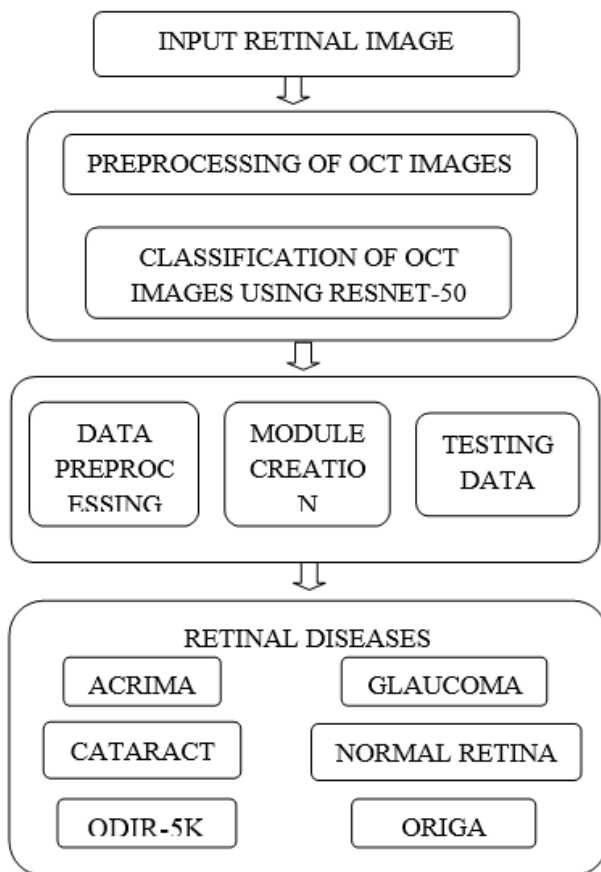 INPUT RETINAL IMAGE
PREPROCESSING OF OCT IMAGES
CLASSIFICATION OF OCT
IMAGES USING RESNET-50
DATA
PREPROC
ESSING
MODULE
CREATIO
N
TESTING
DATA
RETINAL DISEASES
ACRIMA
GLAUCOMA
CATARACT
NORMAL RETINA
ODIR-5K
ORIGA